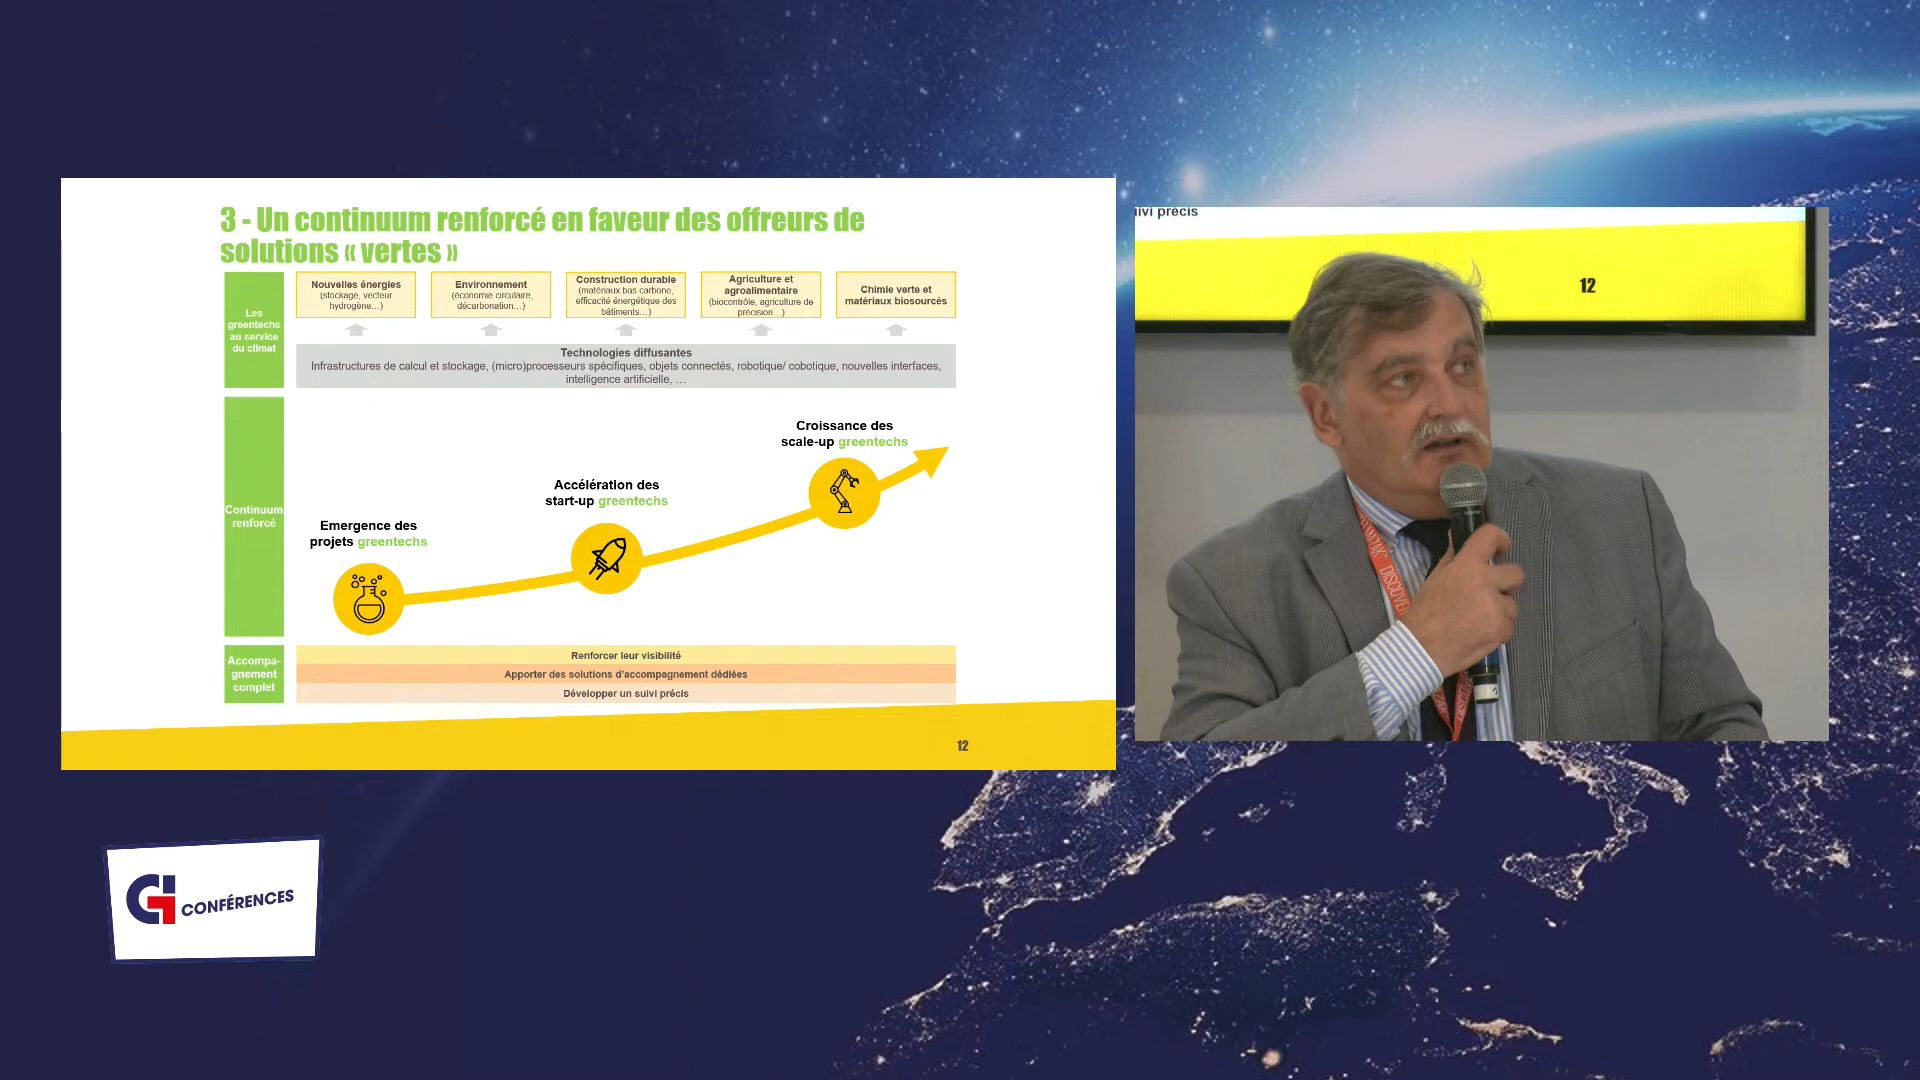 3 - Un continuum renforcé en faveur des offreurs de
solutions « vertes »
Les
greentechs
au service
du climat
Nouvelles énergies
(stockage, vecteur
hydrogène…)
Environnement
(économie circulaire,
décarbonation…)
Construction durable
(matériaux bas carbone,
efficacité énergétique des
bâtiments…)
Agriculture et
agroalimentaire
(biocontrôle, agriculture de
précision…)
Chimie verte et
matériaux biosourcés
Technologies diffusantes
Infrastructures de calcul et stockage, (micro)processeurs spécifiques, objets connectés, robotique/ cobotique, nouvelles interfaces,
intelligence artificielle, …
Continuum
renforcé
Emergence des
projets greentechs
Accélération des
start-up greentechs
Croissance des
scale-up greentechs
Accompa-
gnement
complet
Renforcer leur visibilité
Apporter des solutions d'accompagnement dédiées
Développer un suivi précis
12
ivi précis
12
MAZAK
DISCOVE
DISCOV
GI CONFÉRENCES